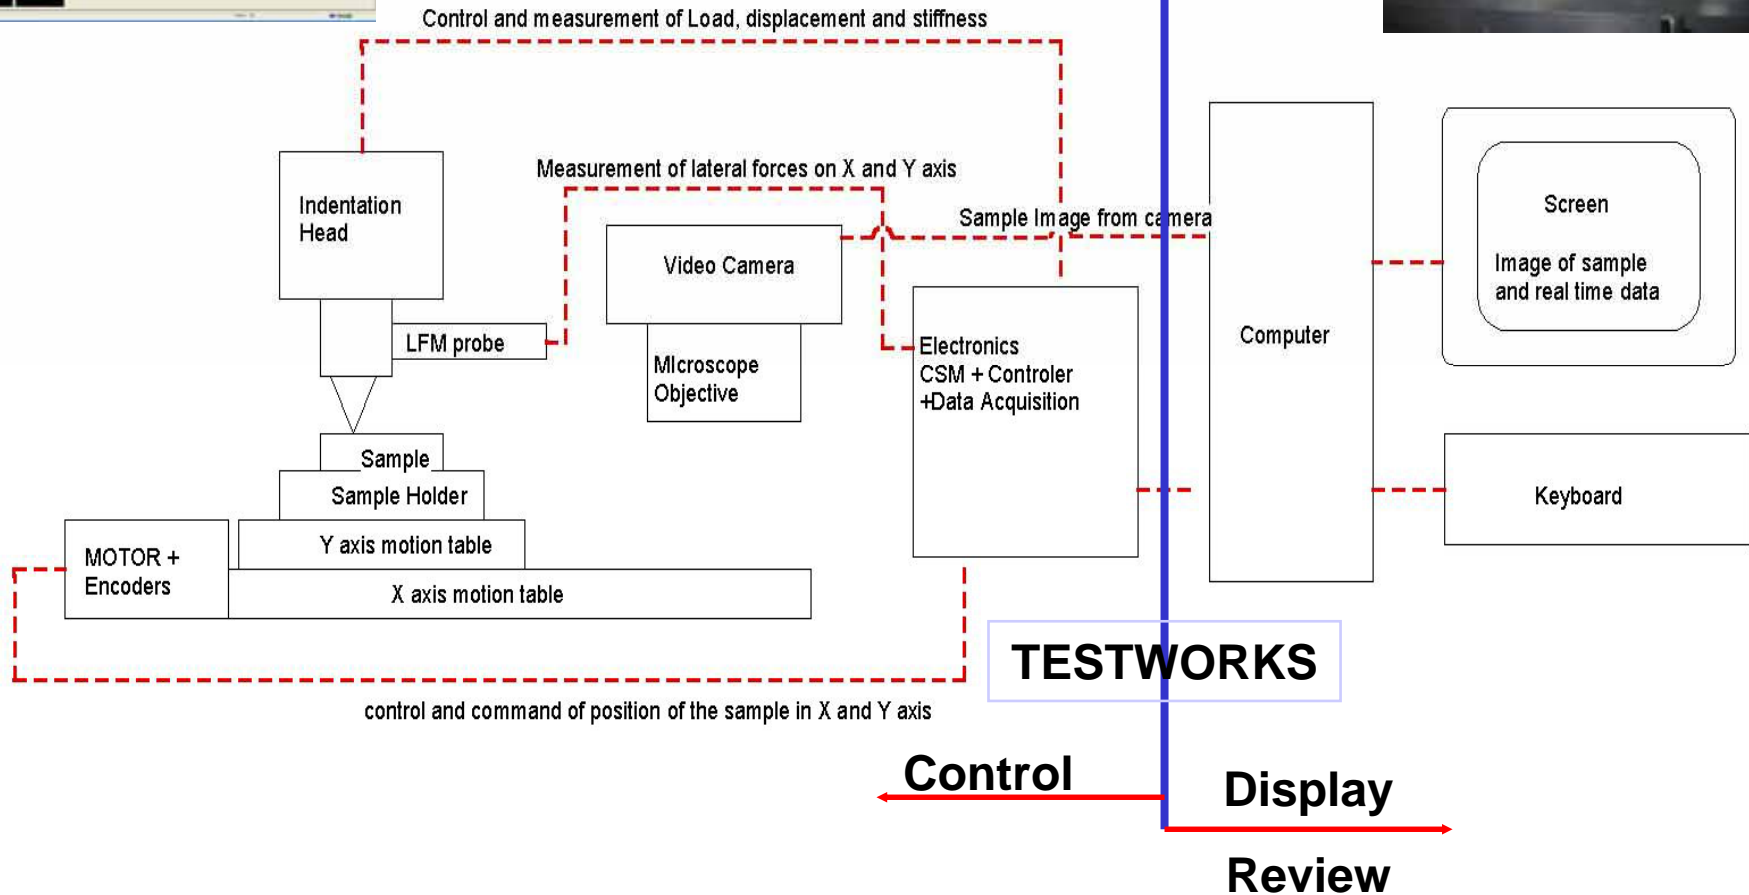 Control and measurement of Load, displacement and stiffness
Measurement of lateral forces on X and Y axis
Indentation
Head
Sample Image from camera
Screen
Video Camera
Image of sample
and real time data
LFM probe
Computer
Electronics
CSM + Controler
+Data Acquisition
MIcroscope
Objective
Sample
Sample Holder
Keyboard
Y axis motion table
MOTOR +
Encoders
X axis motion table
TESTWORKS
control and command of position of the sample in X and Y axis
Control
Display
Review